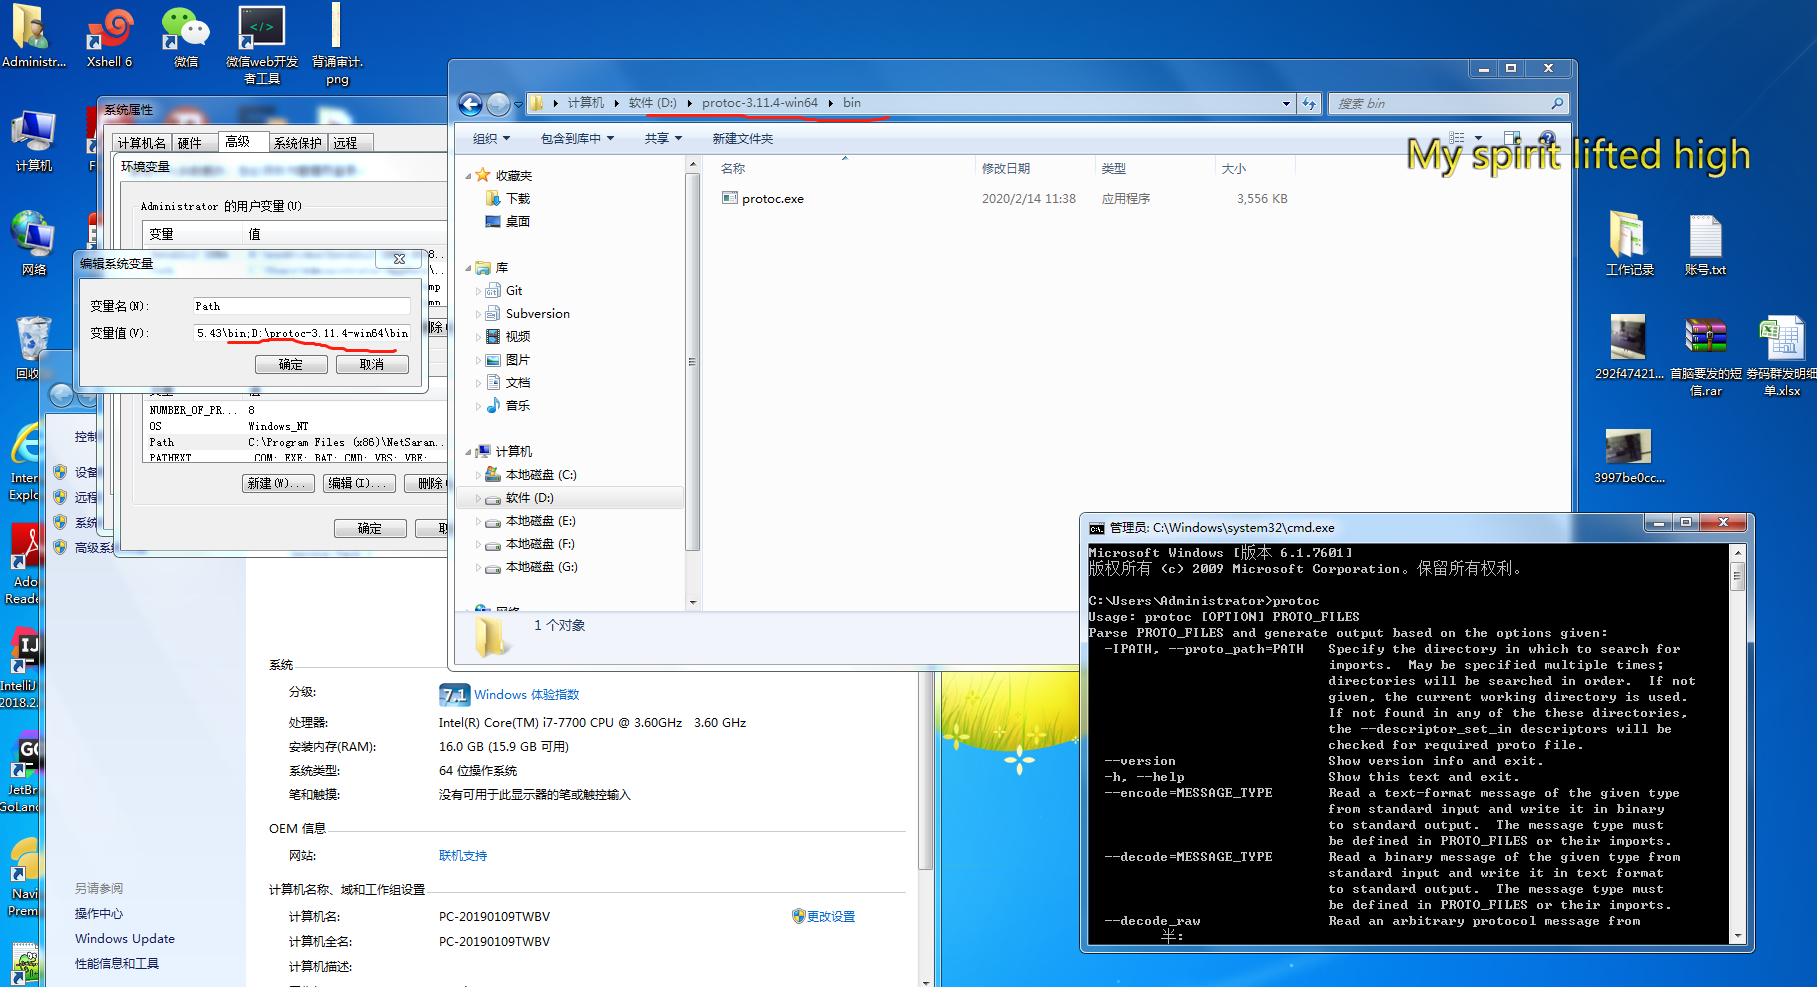 Administr...
Xshell 6
微信
微信web开发
者工具
背诵审计.
png
计算机
网络
系统属性
计算机名
硬件
高级
系统保护
远程
环境变量
Administrator 的用户变量(U)
变量
值
编辑系统变量
变量名(N):
Path
变量值(V):
5.43\bin;D:\protoc-3.11.4-win64\bin
确定
取消
NUMBER_OF_PR... 8
OS Windows_NT
Path C:\Program Files (x86)\NetSaran...
PATHEXT .COM;.EXE;.BAT;.CMD;.VBS;.VBE;
新建(W)...
编辑(I)...
删除
确定
计算机
软件 (D:)
protoc-3.11.4-win64
bin
搜索 bin
组织
包含到库中
共享
新建文件夹
收藏夹
下载
桌面
库
Git
Subversion
视频
图片
文档
音乐
计算机
本地磁盘 (C:)
软件 (D:)
本地磁盘 (E:)
本地磁盘 (F:)
本地磁盘 (G:)
网络
名称
修改日期
类型
大小
protoc.exe
2020/2/14 11:38
应用程序
3,556 KB
1 个对象
My spirit lifted high
工作记录
账号.txt
292f47421...
首脑要发的短
信.rar
券码群发明细
单.xlsx
3997be0cc...
管理员: C:\Windows\system32\cmd.exe
Microsoft Windows [版本 6.1.7601]
版权所有 (c) 2009 Microsoft Corporation。保留所有权利。
C:\Users\Administrator>protoc
Usage: protoc [OPTION] PROTO_FILES
Parse PROTO_FILES and generate output based on the options given:
-IPATH, --proto_path=PATH Specify the directory in which to search for
imports. May be specified multiple times;
directories will be searched in order. If not
given, the current working directory is used.
If not found in any of the these directories,
the --descriptor_set_in descriptors will be
checked for required proto file.
--version Show version info and exit.
-h, --help Show this text and exit.
--encode=MESSAGE_TYPE Read a text-format message of the given type
from standard input and write it in binary
to standard output. The message type must
be defined in PROTO_FILES or their imports.
--decode=MESSAGE_TYPE Read a binary message of the given type from
standard input and write it in text format
to standard output. The message type must
be defined in PROTO_FILES or their imports.
--decode_raw Read an arbitrary protocol message from
半:
系统
分级:
7.1 Windows 体验指数
处理器:
Intel(R) Core(TM) i7-7700 CPU @ 3.60GHz 3.60 GHz
安装内存(RAM):
16.0 GB (15.9 GB 可用)
系统类型:
64 位操作系统
笔和触摸:
没有可用于此显示器的笔或触控输入
OEM 信息
网站:
联机支持
计算机名称、域和工作组设置
计算机名:
PC-20190109TWBV
更改设置
计算机全名:
PC-20190109TWBV
计算机描述:
控制
设备
远程
系统
高级系
另请参阅
操作中心
Windows Update
性能信息和工具
回收
Inter
Explo
Ado
Reade
IntelliJ
2018.2.
JetBr
GoLand
Navi
Prem